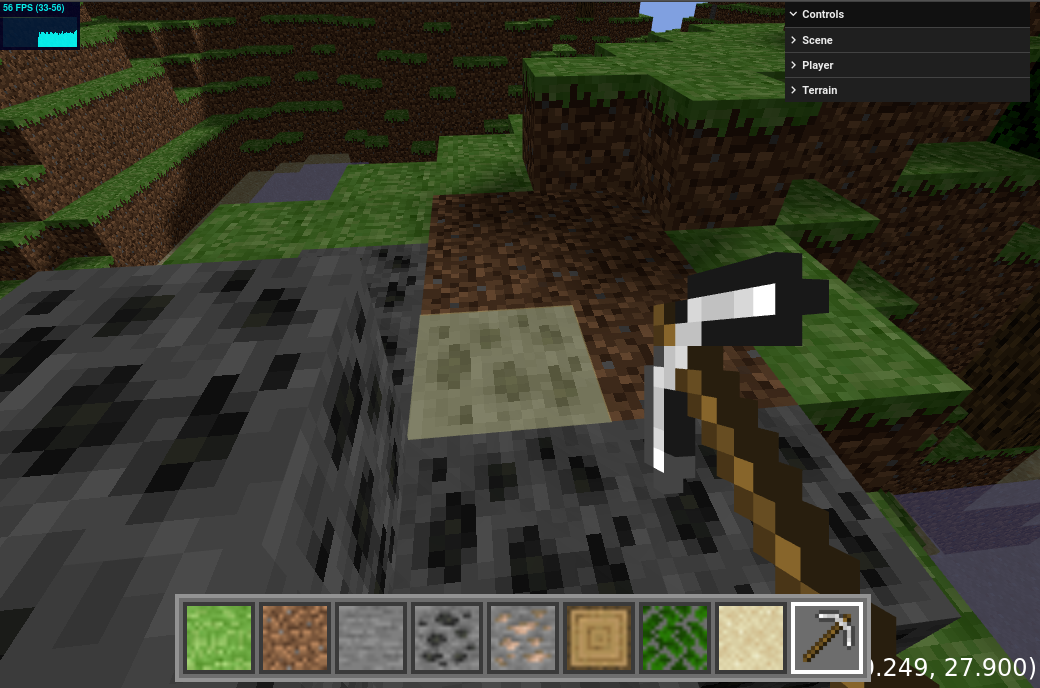 56 FPS (33-56)
Controls
Scene
Player
Terrain
.249, 27.900)